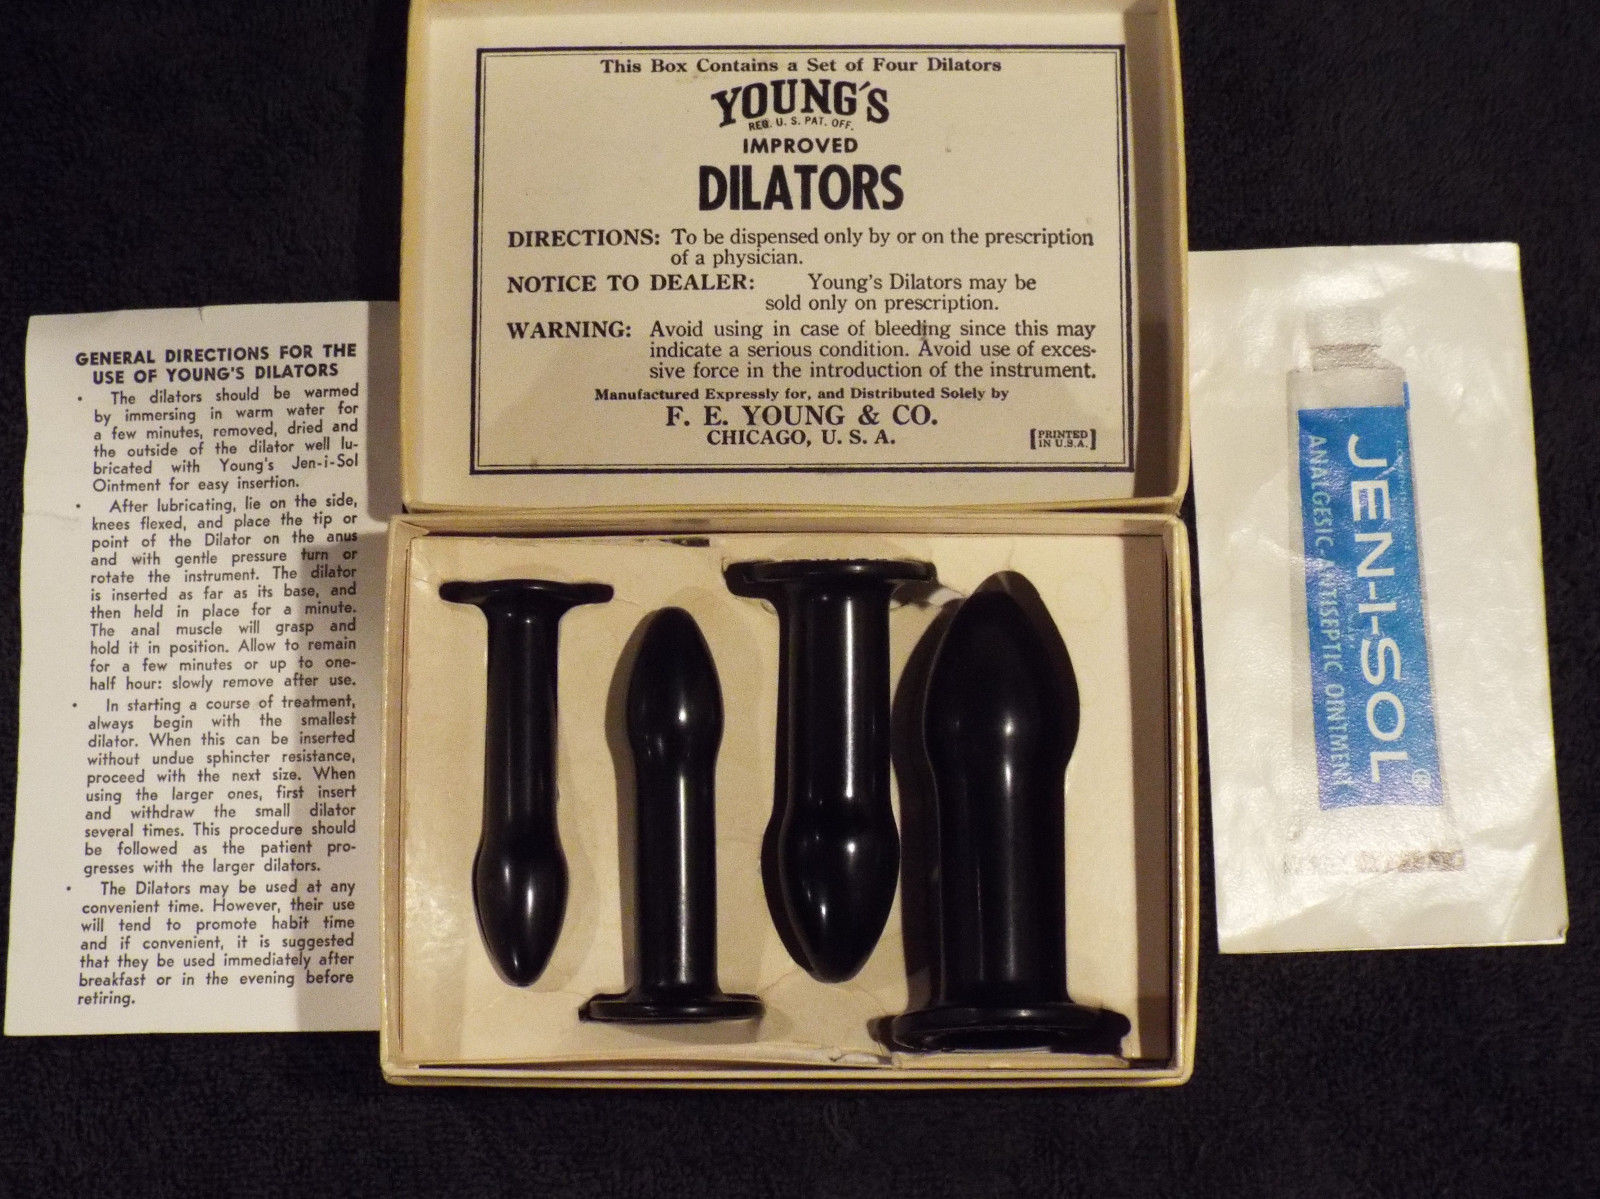 This Box Contains a Set of Four Dilators
YOUNG'S
REG. U. S. PAT. OFF.
IMPROVED
DILATORS
DIRECTIONS: To be dispensed only by or on the prescription
of a physician.
NOTICE TO DEALER: Young's Dilators may be
sold only on prescription.
WARNING: Avoid using in case of bleeding since this may
indicate a serious condition. Avoid use of exces-
sive force in the introduction of the instrument.
Manufactured Expressly for, and Distributed Solely by
F. E. YOUNG & CO.
CHICAGO, U. S. A.
[PRINTED
IN U.S.A.]
GENERAL DIRECTIONS FOR THE
USE OF YOUNG'S DILATORS
• The dilators should be warmed
by immersing in warm water for
a few minutes, removed, dried and
the outside of the dilator well lu-
bricated with Young's Jen-i-Sol
Ointment for easy insertion.
• After lubricating, lie on the side,
knees flexed, and place the tip or
point of the Dilator on the anus
and with gentle pressure turn or
rotate the instrument. The dilator
is inserted as far as its base, and
then held in place for a minute.
The anal muscle will grasp and
hold it in position. Allow to remain
for a few minutes or up to one-
half hour: slowly remove after use.
• In starting a course of treatment,
always begin with the smallest
dilator. When this can be inserted
without undue sphincter resistance,
proceed with the next size. When
using the larger ones, first insert
and withdraw the small dilator
several times. This procedure should
be followed as the patient pro-
gresses with the larger dilators.
• The Dilators may be used at any
convenient time. However, their use
will tend to promote habit time
and if convenient, it is suggested
that they be used immediately after
breakfast or in the evening before
retiring.
JEN-I-SOL®
ANALGESIC-ANTISEPTIC OINTMENT